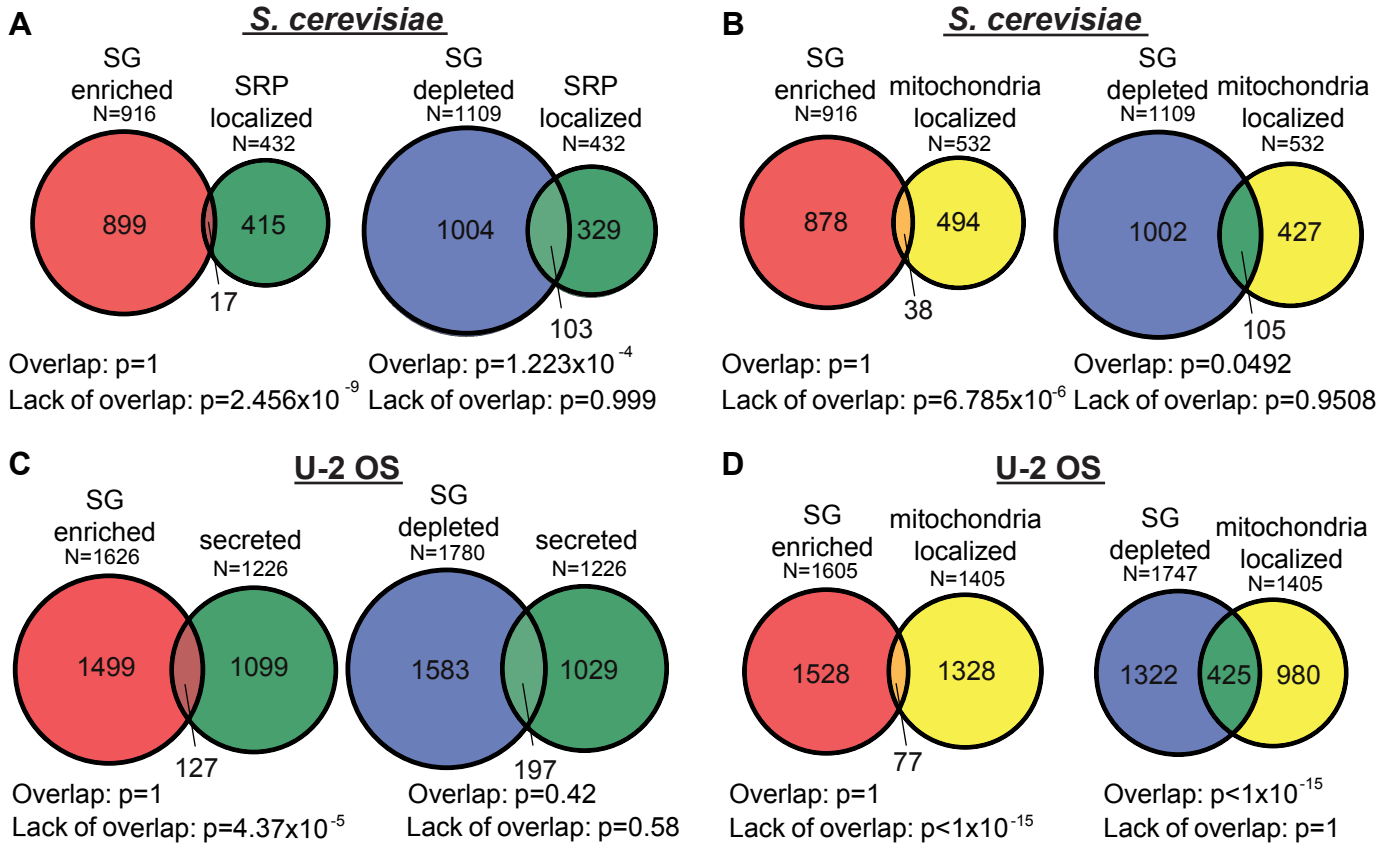 A
S. cerevisiae
SG
enriched
N=916
SRP
localized
N=432
SG
depleted
N=1109
SRP
localized
N=432
899
415
17
1004
329
103
Overlap: p=1
Lack of overlap: p=2.456x10^-9
Overlap: p=1.223x10^-4
Lack of overlap: p=0.999
B
S. cerevisiae
SG
enriched
N=916
mitochondria
localized
N=532
SG
depleted
N=1109
mitochondria
localized
N=532
878
494
38
1002
427
105
Overlap: p=1
Lack of overlap: p=6.785x10^-6
Overlap: p=0.0492
Lack of overlap: p=0.9508
C
U-2 OS
SG
enriched
N=1626
secreted
N=1226
SG
depleted
N=1780
secreted
N=1226
1499
1099
127
1583
1029
197
Overlap: p=1
Lack of overlap: p=4.37x10^-5
Overlap: p=0.42
Lack of overlap: p=0.58
D
U-2 OS
SG
enriched
N=1605
mitochondria
localized
N=1405
SG
depleted
N=1747
mitochondria
localized
N=1405
1528
1328
77
1322
425
980
Overlap: p=1
Lack of overlap: p<1x10^-15
Overlap: p<1x10^-15
Lack of overlap: p=1